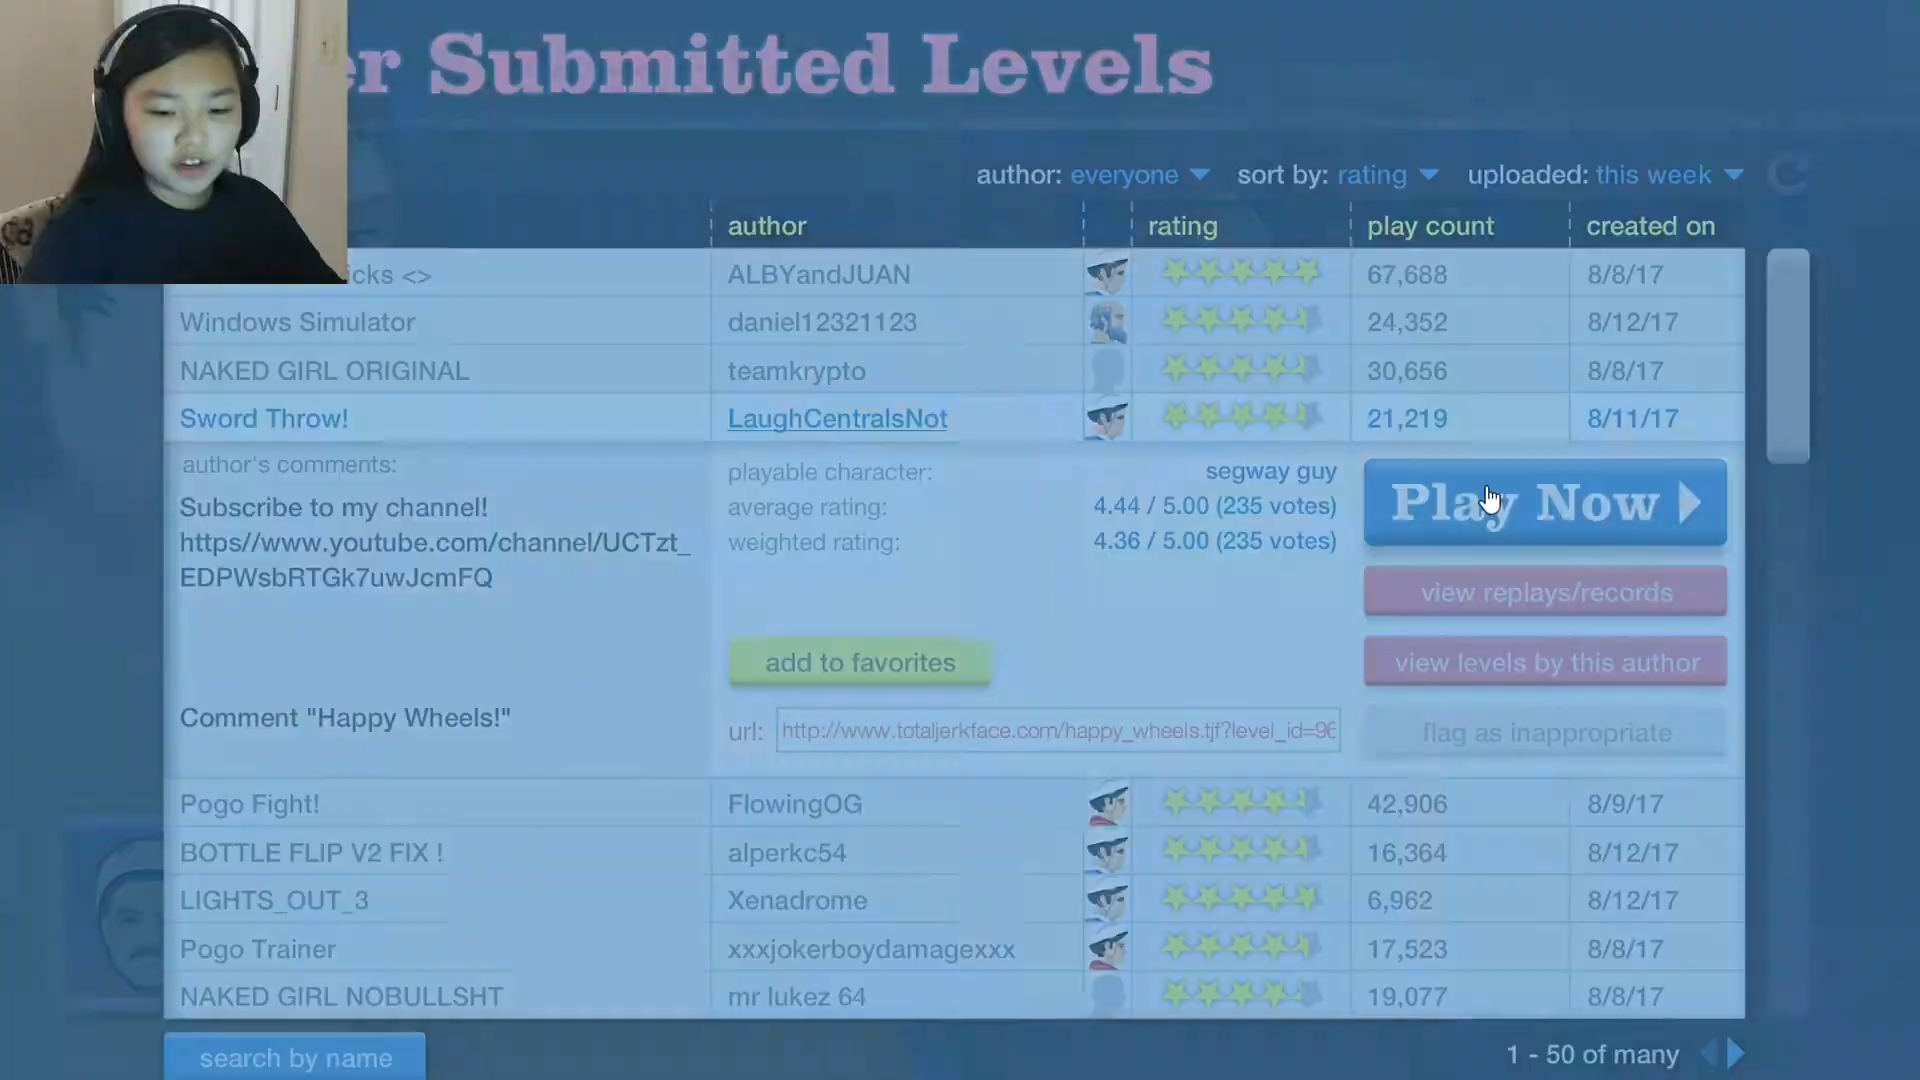 er Submitted Levels
author: everyone sort by: rating uploaded: this week
author rating play count created on
icks <> ALBYandJUAN 67,688 8/8/17
Windows Simulator daniel12321123 24,352 8/12/17
NAKED GIRL ORIGINAL teamkrypto 30,656 8/8/17
Sword Throw! LaughCentralsNot 21,219 8/11/17
author's comments:
Subscribe to my channel!
https//www.youtube.com/channel/UCTzt_
EDPWsbRTGk7uwJcmFQ
Comment "Happy Wheels!"
playable character: segway guy
average rating: 4.44 / 5.00 (235 votes)
weighted rating: 4.36 / 5.00 (235 votes)
add to favorites
url: http://www.totaljerkface.com/happy_wheels.tjf?level_id=96
Play Now
view replays/records
view levels by this author
flag as inappropriate
Pogo Fight! FlowingOG 42,906 8/9/17
BOTTLE FLIP V2 FIX ! alperkc54 16,364 8/12/17
LIGHTS_OUT_3 Xenadrome 6,962 8/12/17
Pogo Trainer xxxjokerboydamagexxx 17,523 8/8/17
NAKED GIRL NOBULLSHT mr lukez 64 19,077 8/8/17
search by name 1 - 50 of many